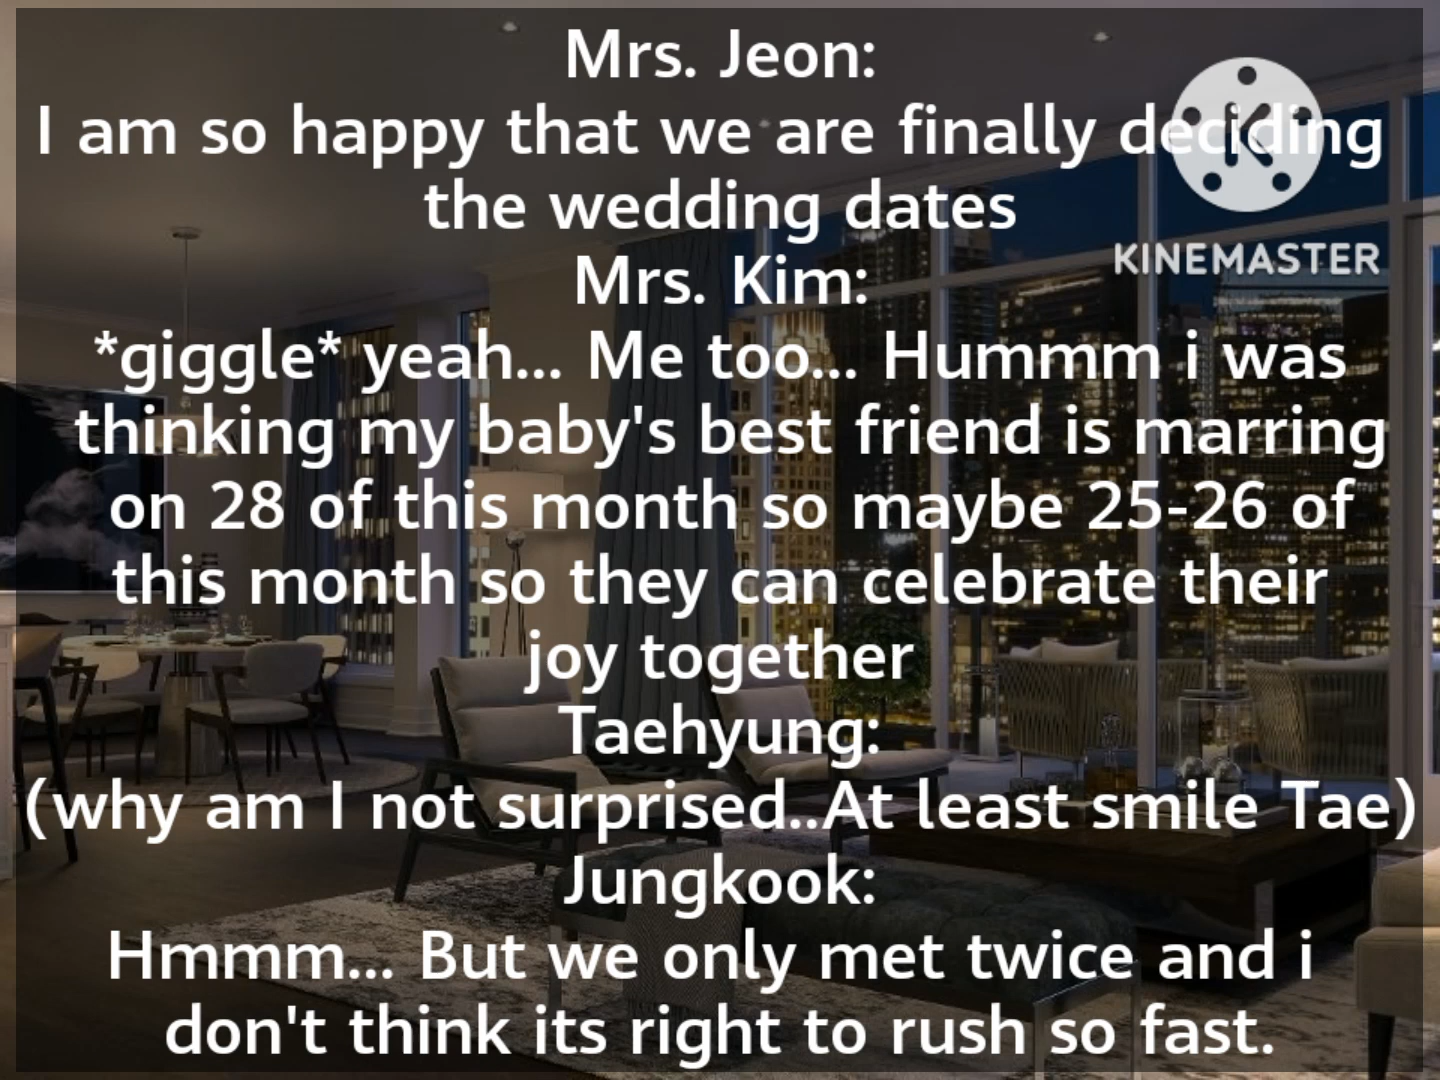 Mrs. Jeon:
I am so happy that we are finally deciding
the wedding dates
KINEMASTER
Mrs. Kim:
*giggle* yeah... Me too... Hummm i was
thinking my baby's best friend is marring
on 28 of this month so maybe 25-26 of
this month so they can celebrate their
joy together
Taehyung:
(why am I not surprised..At least smile Tae)
Jungkook:
Hmmm... But we only met twice and i
don't think its right to rush so fast.